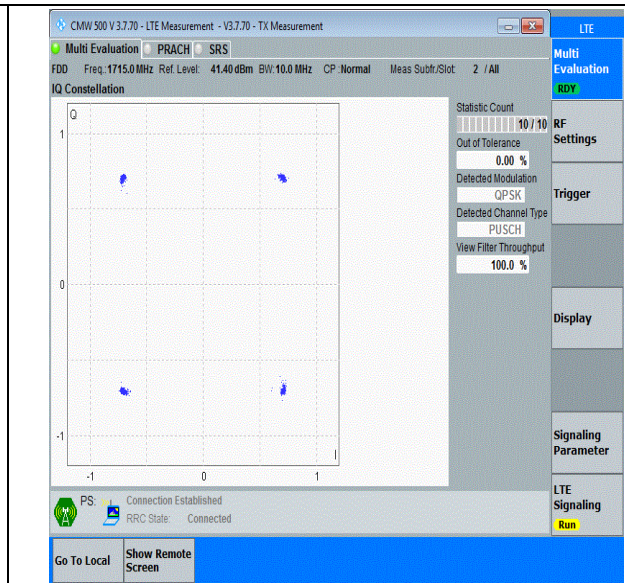 CMW 500 V 3.7.70 - LTE Measurement - V3.7.70 - TX Measurement
LTE
Multi Evaluation PRACH SRS
Multi
Evaluation
RDY
FDD Freq.:1715.0 MHz Ref. Level: 41.40 dBm BW:10.0 MHz CP :Normal Meas Subfr./Slot: 2 / All
IQ Constellation
Q
1
0
-1
I
-1 0 1
Statistic Count
10 / 10
Out of Tolerance
0.00 %
Detected Modulation
QPSK
Detected Channel Type
PUSCH
View Filter Throughput
100.0 %
RF
Settings
Trigger
Display
Signaling
Parameter
LTE
Signaling
Run
PS: Connection Established
RRC State: Connected
Go To Local
Show Remote
Screen